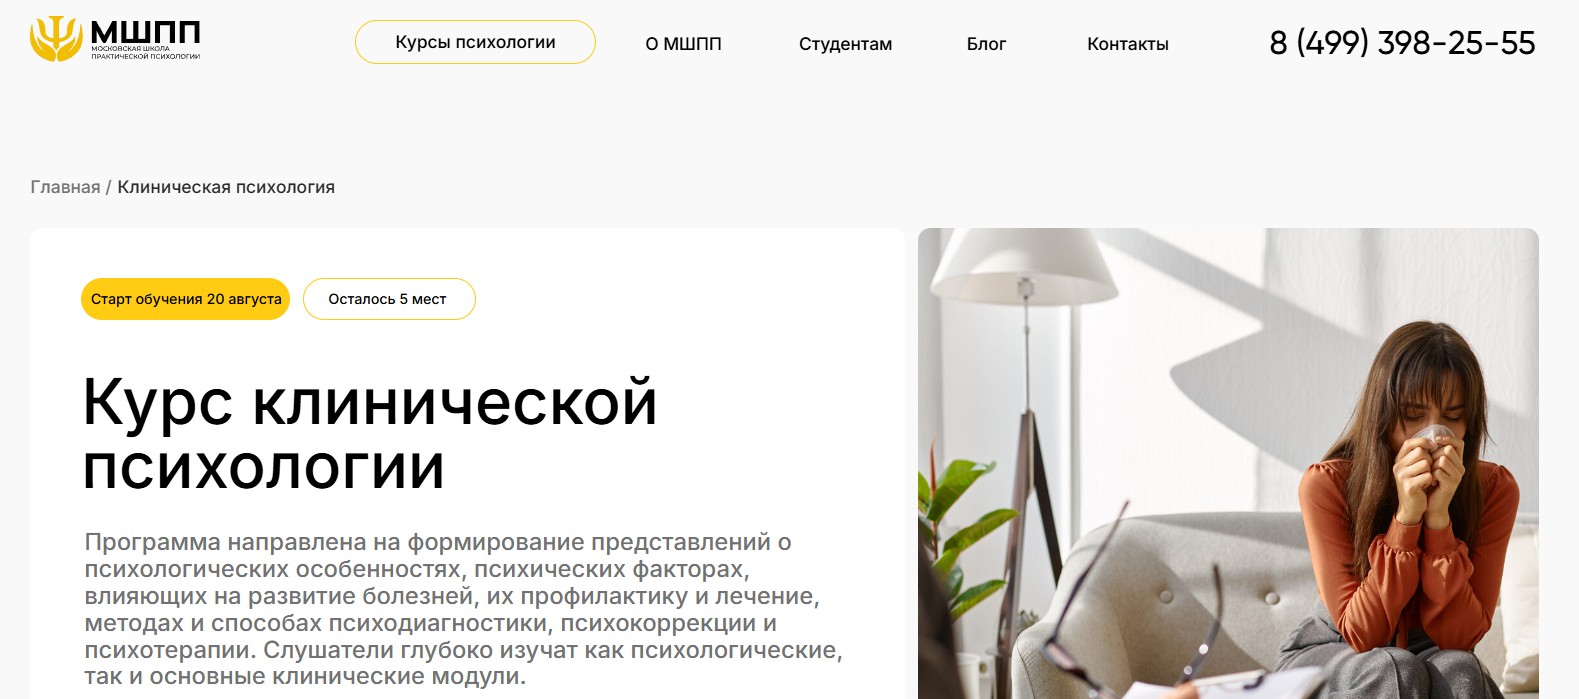 МШПП
МОСКОВСКАЯ ШКОЛА
ПРАКТИЧЕСКОЙ ПСИХОЛОГИИ
Курсы психологии
О МШПП
Студентам
Блог
Контакты
8 (499) 398-25-55
Главная / Клиническая психология
Старт обучения 20 августа
Осталось 5 мест
Курс клинической
психологии
Программа направлена на формирование представлений о
психологических особенностях, психических факторах,
влияющих на развитие болезней, их профилактику и лечение,
методах и способах психодиагностики, психокоррекции и
психотерапии. Слушатели глубоко изучат как психологические,
так и основные клинические модули.